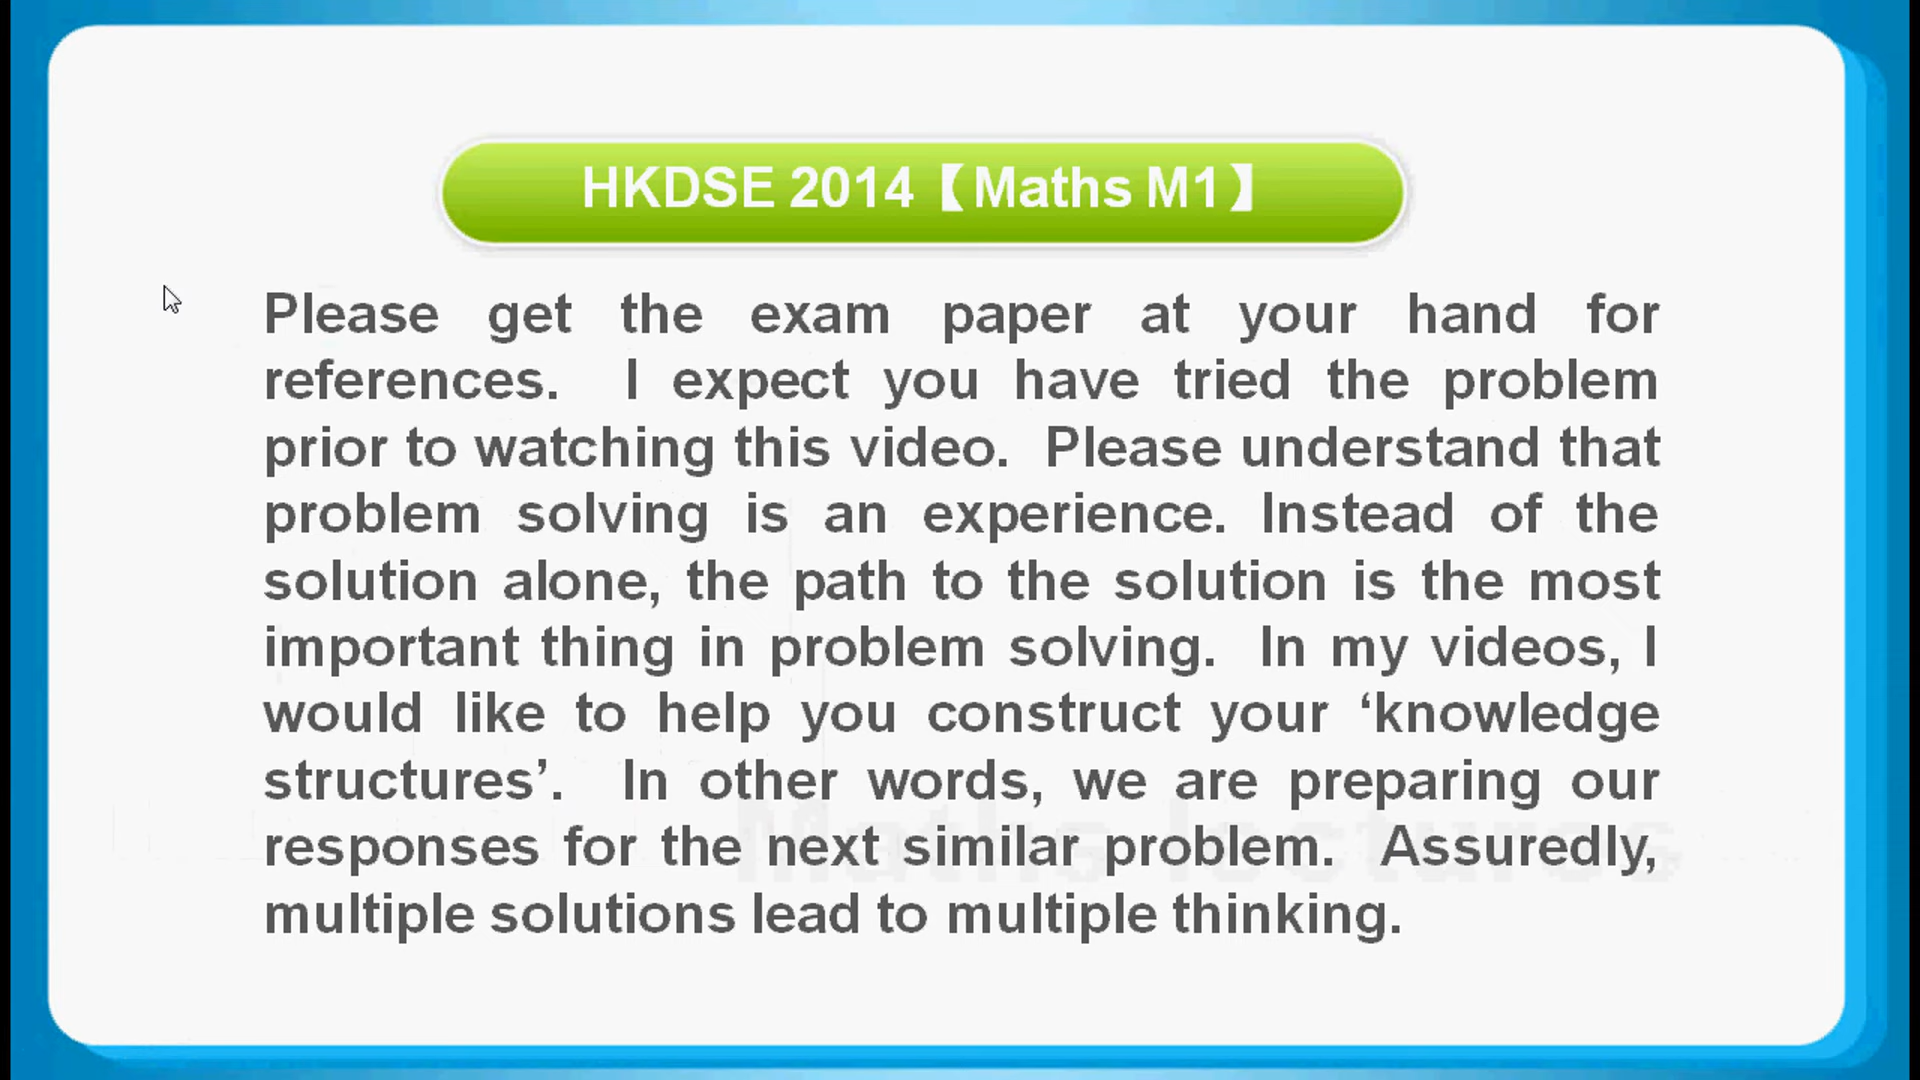 HKDSE 2014【Maths M1】
Please get the exam paper at your hand for
references. I expect you have tried the problem
prior to watching this video. Please understand that
problem solving is an experience. Instead of the
solution alone, the path to the solution is the most
important thing in problem solving. In my videos, I
would like to help you construct your ‘knowledge
structures’. In other words, we are preparing our
responses for the next similar problem. Assuredly,
multiple solutions lead to multiple thinking.
Maths lectures